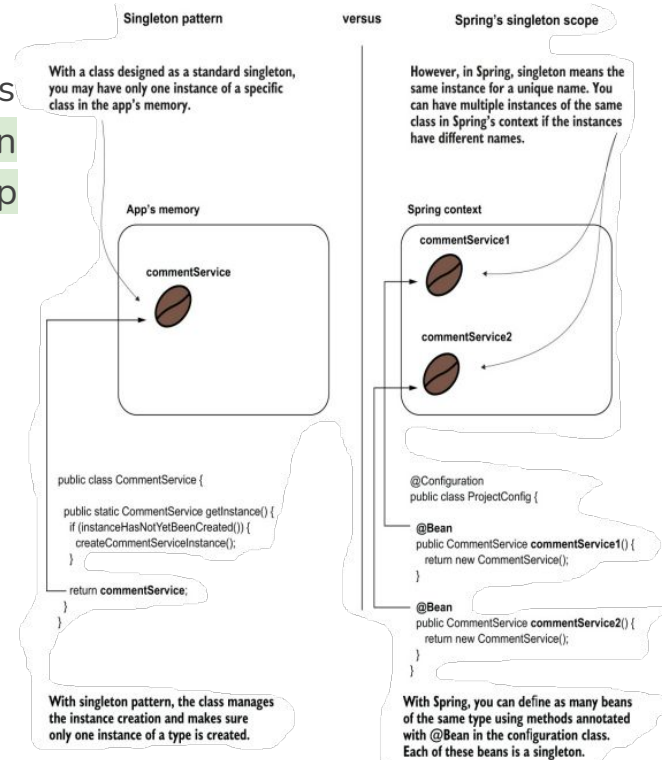 Singleton pattern
versus
Spring's singleton scope
s
n
p
With a class designed as a standard singleton,
you may have only one instance of a specific
class in the app's memory.
App's memory
commentService
public class CommentService {
public static CommentService getInstance() {
if (instanceHasNotYetBeenCreated()) {
createCommentServiceInstance();
}
return commentService;
}
}
With singleton pattern, the class manages
the instance creation and makes sure
only one instance of a type is created.
However, in Spring, singleton means the
same instance for a unique name. You
can have multiple instances of the same
class in Spring's context if the instances
have different names.
Spring context
commentService1
commentService2
@Configuration
public class ProjectConfig {
@Bean
public CommentService commentService1() {
return new CommentService();
}
@Bean
public CommentService commentService2() {
return new CommentService();
}
}
With Spring, you can define as many beans
of the same type using methods annotated
with @Bean in the configuration class.
Each of these beans is a singleton.